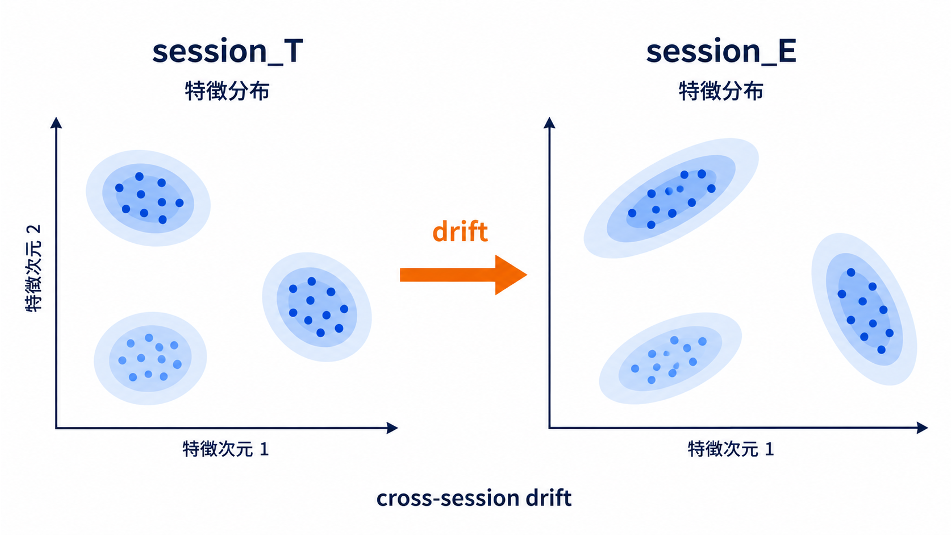 session_T
特徴分布
session_E
特徴分布
特徴次元 2
drift
特徴次元 1
特徴次元 1
cross-session drift